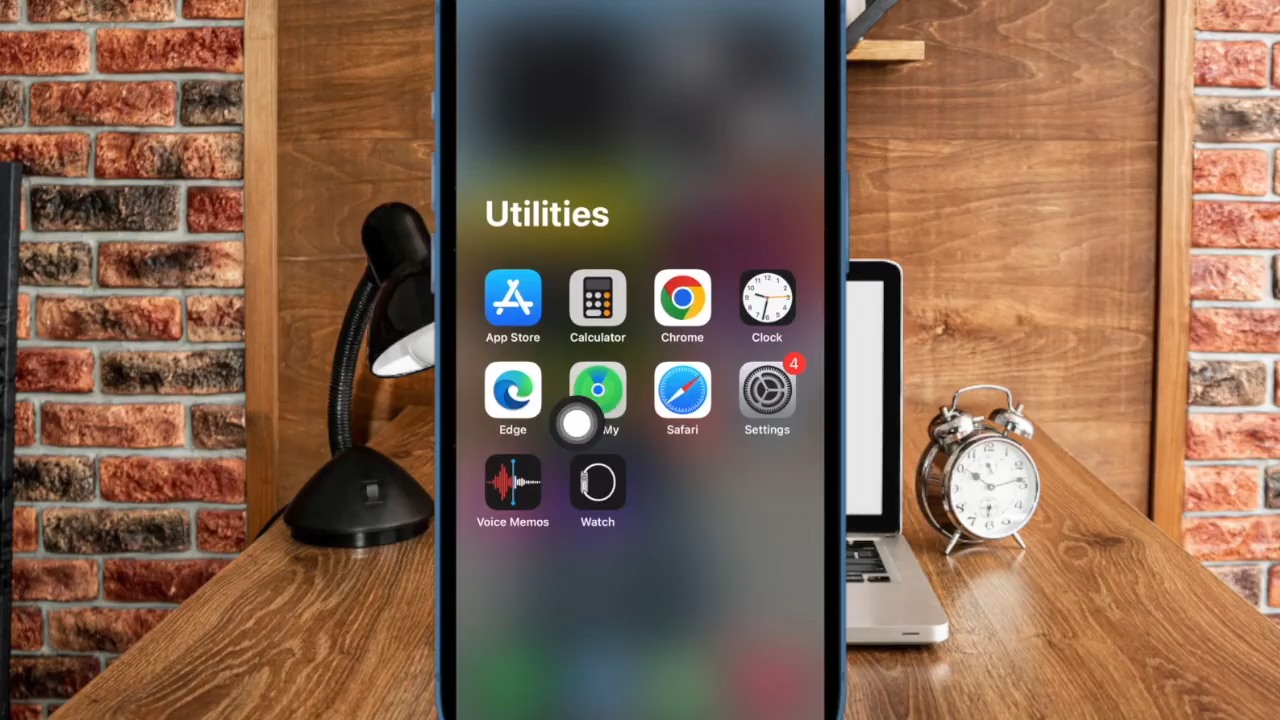 Utilities
App Store
Calculator
Chrome
Clock
4
Edge
My
Safari
Settings
Voice Memos
Watch